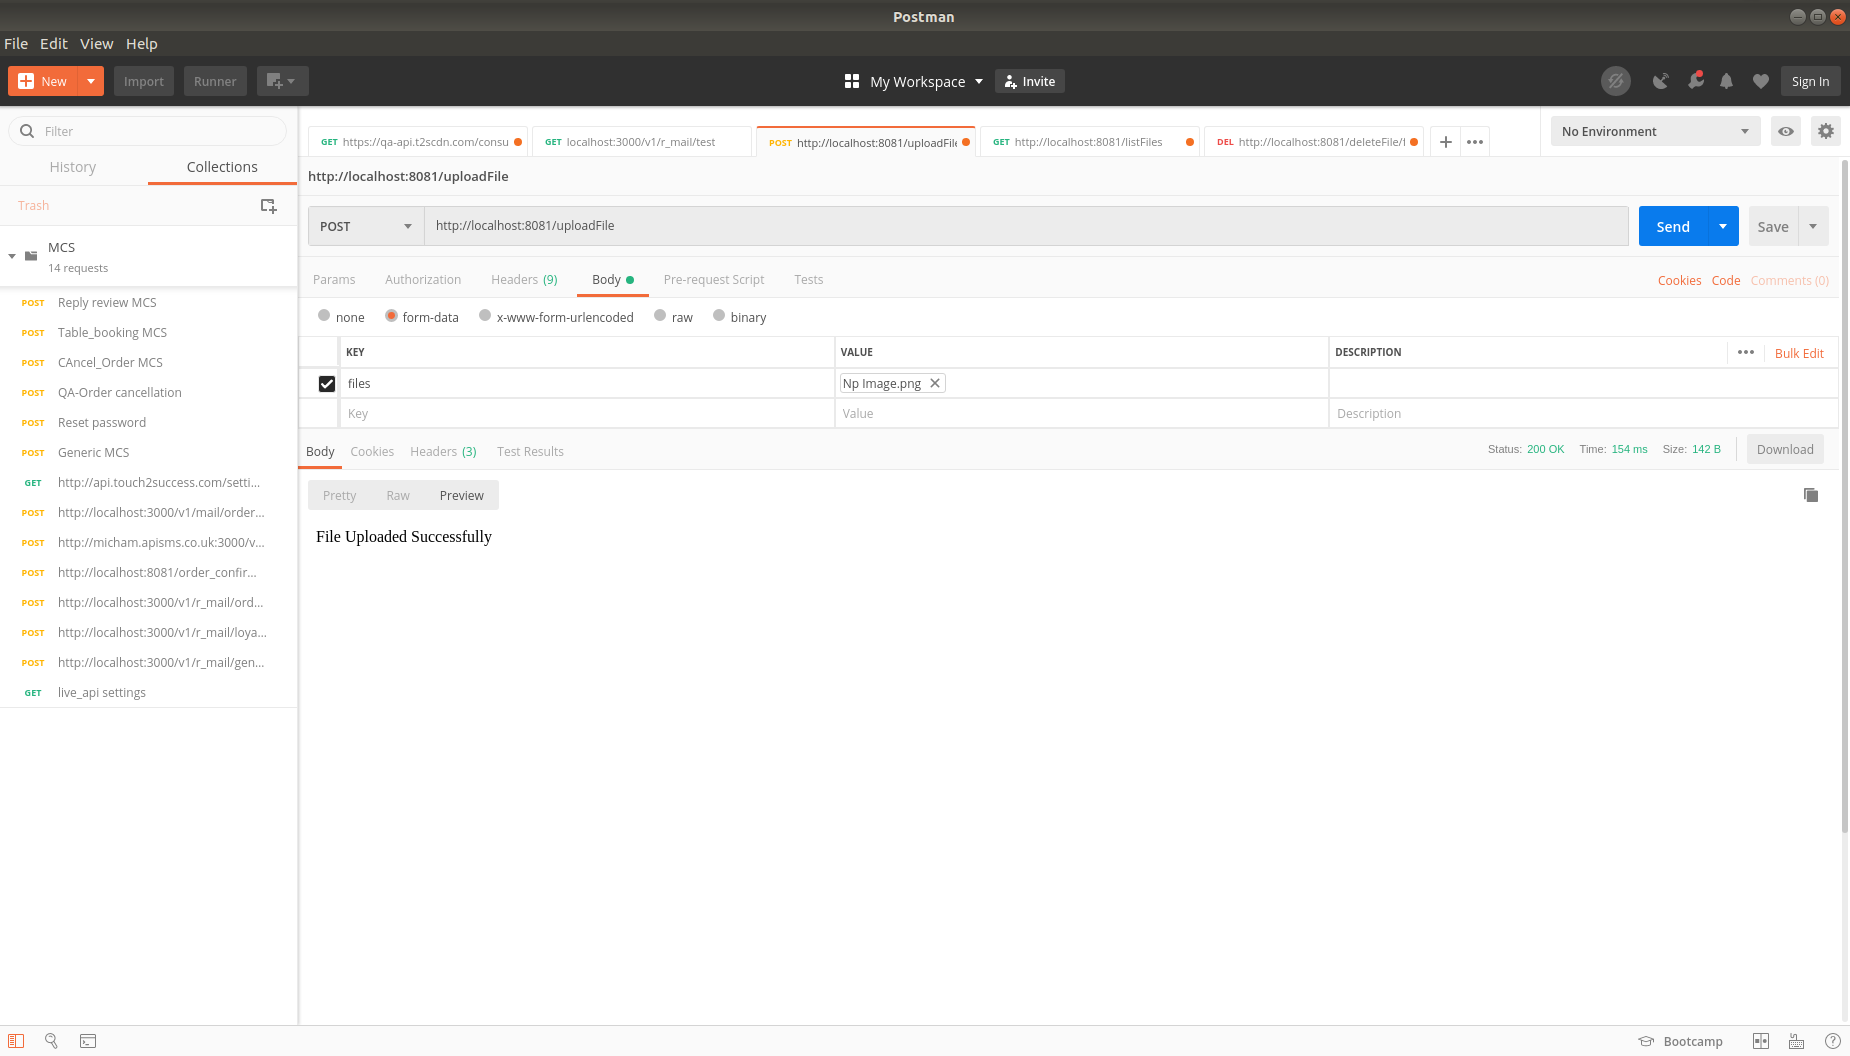 Postman
File Edit View Help
New Import Runner My Workspace Invite Sign In
Filter
History Collections
Trash
MCS
14 requests
POST Reply review MCS
POST Table_booking MCS
POST CAncel_Order MCS
POST QA-Order cancellation
POST Reset password
POST Generic MCS
GET http://api.touch2success.com/setti...
POST http://localhost:3000/v1/mail/order...
POST http://micham.apisms.co.uk:3000/v...
POST http://localhost:8081/order_confir...
POST http://localhost:3000/v1/r_mail/ord...
POST http://localhost:3000/v1/r_mail/loya...
POST http://localhost:3000/v1/r_mail/gen...
GET live_api settings
GET https://qa-api.t2scdn.com/consu GET localhost:3000/v1/r_mail/test POST http://localhost:8081/uploadFile GET http://localhost:8081/listFiles DEL http://localhost:8081/deleteFile/ No Environment
http://localhost:8081/uploadFile
POST http://localhost:8081/uploadFile Send Save
Params Authorization Headers (9) Body Pre-request Script Tests Cookies Code Comments (0)
none form-data x-www-form-urlencoded raw binary
KEY VALUE DESCRIPTION Bulk Edit
files Np Image.png
Key Value Description
Body Cookies Headers (3) Test Results Status: 200 OK Time: 154 ms Size: 142 B Download
Pretty Raw Preview
File Uploaded Successfully
Bootcamp